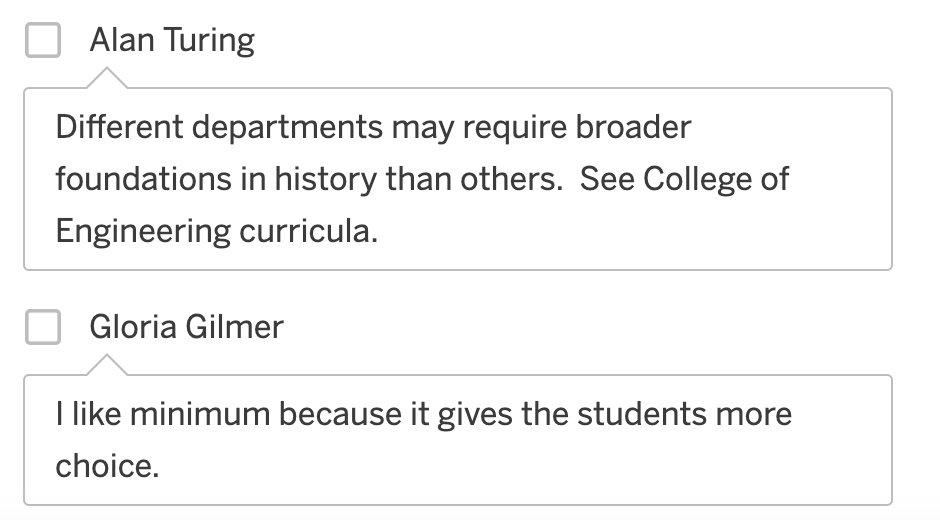 Alan Turing
Different departments may require broader
foundations in history than others.  See College of
Engineering curricula.
Gloria Gilmer
I like minimum because it gives the students more
choice.